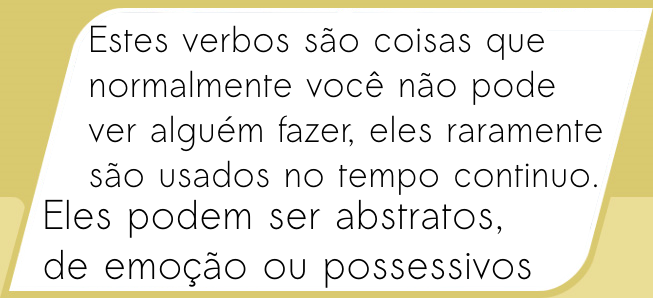 Estes verbos são coisas que
normalmente você não pode
ver alguém fazer, eles raramente
são usados no tempo continuo.
Eles podem ser abstratos,
de emoção ou possessivos